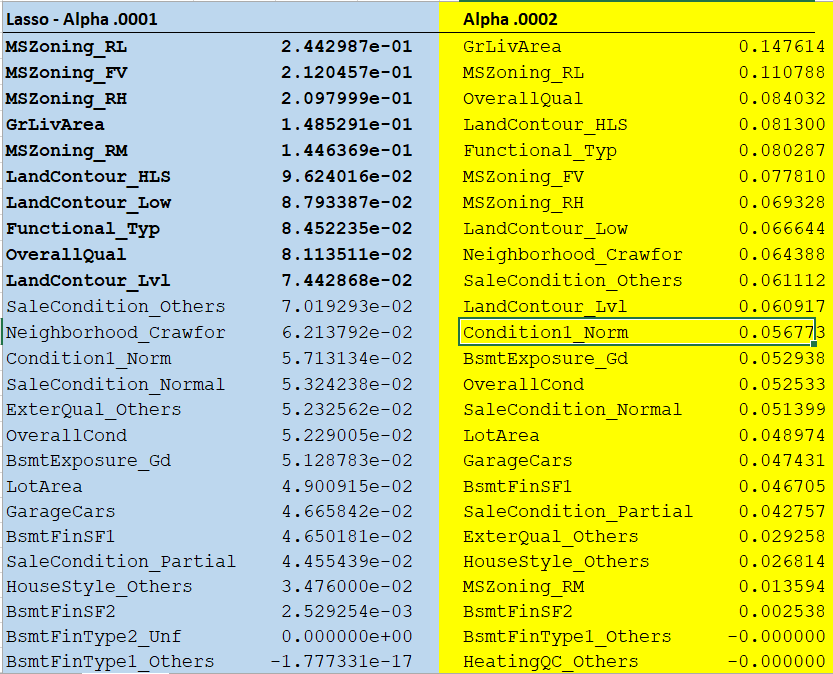 Lasso - Alpha .0001 Alpha .0002
MSZoning_RL 2.442987e-01 GrLivArea 0.147614
MSZoning_FV 2.120457e-01 MSZoning_RL 0.110788
MSZoning_RH 2.097999e-01 OverallQual 0.084032
GrLivArea 1.485291e-01 LandContour_HLS 0.081300
MSZoning_RM 1.446369e-01 Functional_Typ 0.080287
LandContour_HLS 9.624016e-02 MSZoning_FV 0.077810
LandContour_Low 8.793387e-02 MSZoning_RH 0.069328
Functional_Typ 8.452235e-02 LandContour_Low 0.066644
OverallQual 8.113511e-02 Neighborhood_Crawfor 0.064388
LandContour_Lvl 7.442868e-02 SaleCondition_Others 0.061112
SaleCondition_Others 7.019293e-02 LandContour_Lvl 0.060917
Neighborhood_Crawfor 6.213792e-02 Condition1_Norm 0.056773
Condition1_Norm 5.713134e-02 BsmtExposure_Gd 0.052938
SaleCondition_Normal 5.324238e-02 OverallCond 0.052533
ExterQual_Others 5.232562e-02 SaleCondition_Normal 0.051399
OverallCond 5.229005e-02 LotArea 0.048974
BsmtExposure_Gd 5.128783e-02 GarageCars 0.047431
LotArea 4.900915e-02 BsmtFinSF1 0.046705
GarageCars 4.665842e-02 SaleCondition_Partial 0.042757
BsmtFinSF1 4.650181e-02 ExterQual_Others 0.029258
SaleCondition_Partial 4.455439e-02 HouseStyle_Others 0.026814
HouseStyle_Others 3.476000e-02 MSZoning_RM 0.013594
BsmtFinSF2 2.529254e-03 BsmtFinSF2 0.002538
BsmtFinType2_Unf 0.000000e+00 BsmtFinType1_Others -0.000000
BsmtFinType1_Others -1.777331e-17 HeatingQC_Others -0.000000